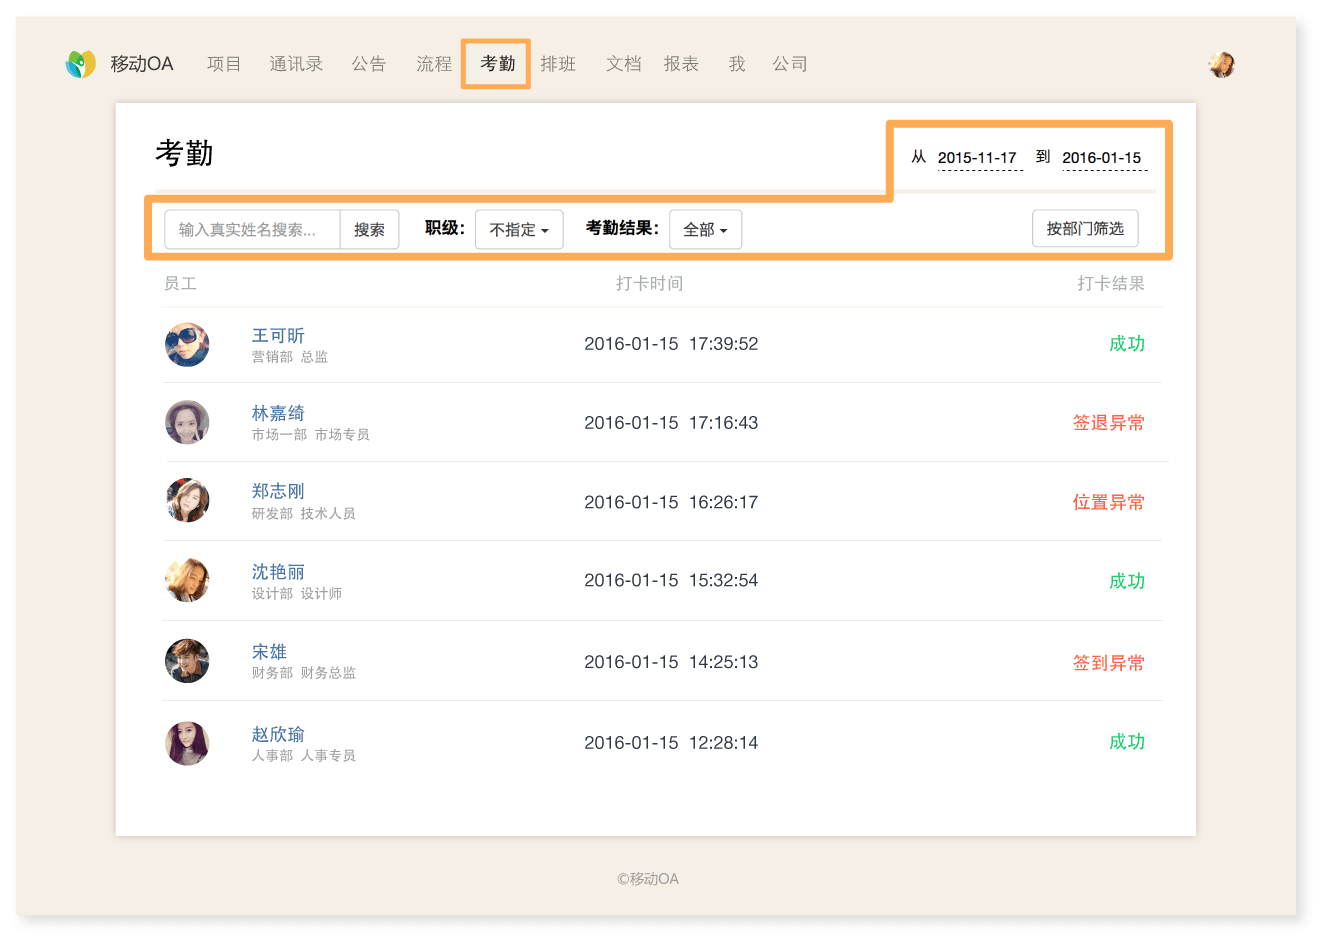 移动OA 项目 通讯录 公告 流程 考勤 排班 文档 报表 我 公司
考勤
从 2015-11-17 到 2016-01-15
输入真实姓名搜索... 搜索 职级: 不指定 考勤结果: 全部 按部门筛选
员工 打卡时间 打卡结果
王可昕
营销部 总监
2016-01-15 17:39:52 成功
林嘉绮
市场一部 市场专员
2016-01-15 17:16:43 签退异常
郑志刚
研发部 技术人员
2016-01-15 16:26:17 位置异常
沈艳丽
设计部 设计师
2016-01-15 15:32:54 成功
宋雄
财务部 财务总监
2016-01-15 14:25:13 签到异常
赵欣瑜
人事部 人事专员
2016-01-15 12:28:14 成功
©移动OA